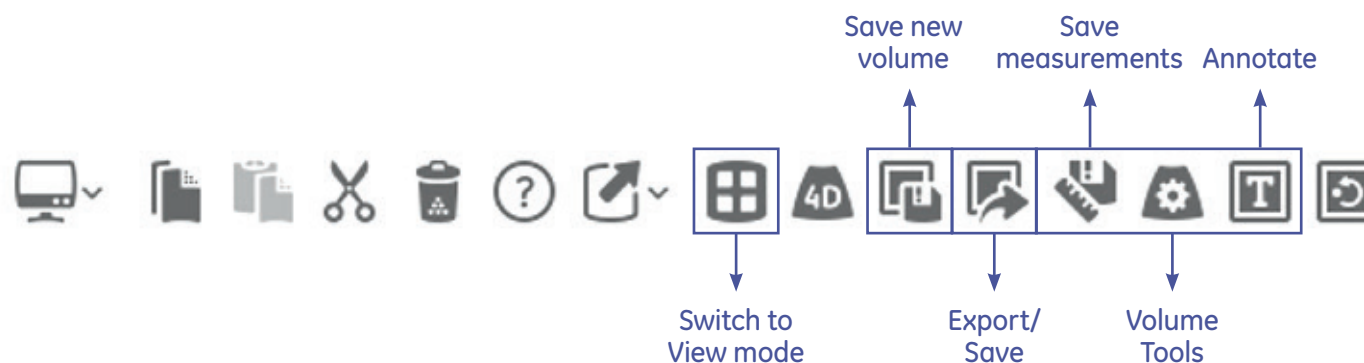 Save new
volume
Save
measurements
Annotate
?
4D
T
Switch to
View mode
Export/
Save
Volume
Tools